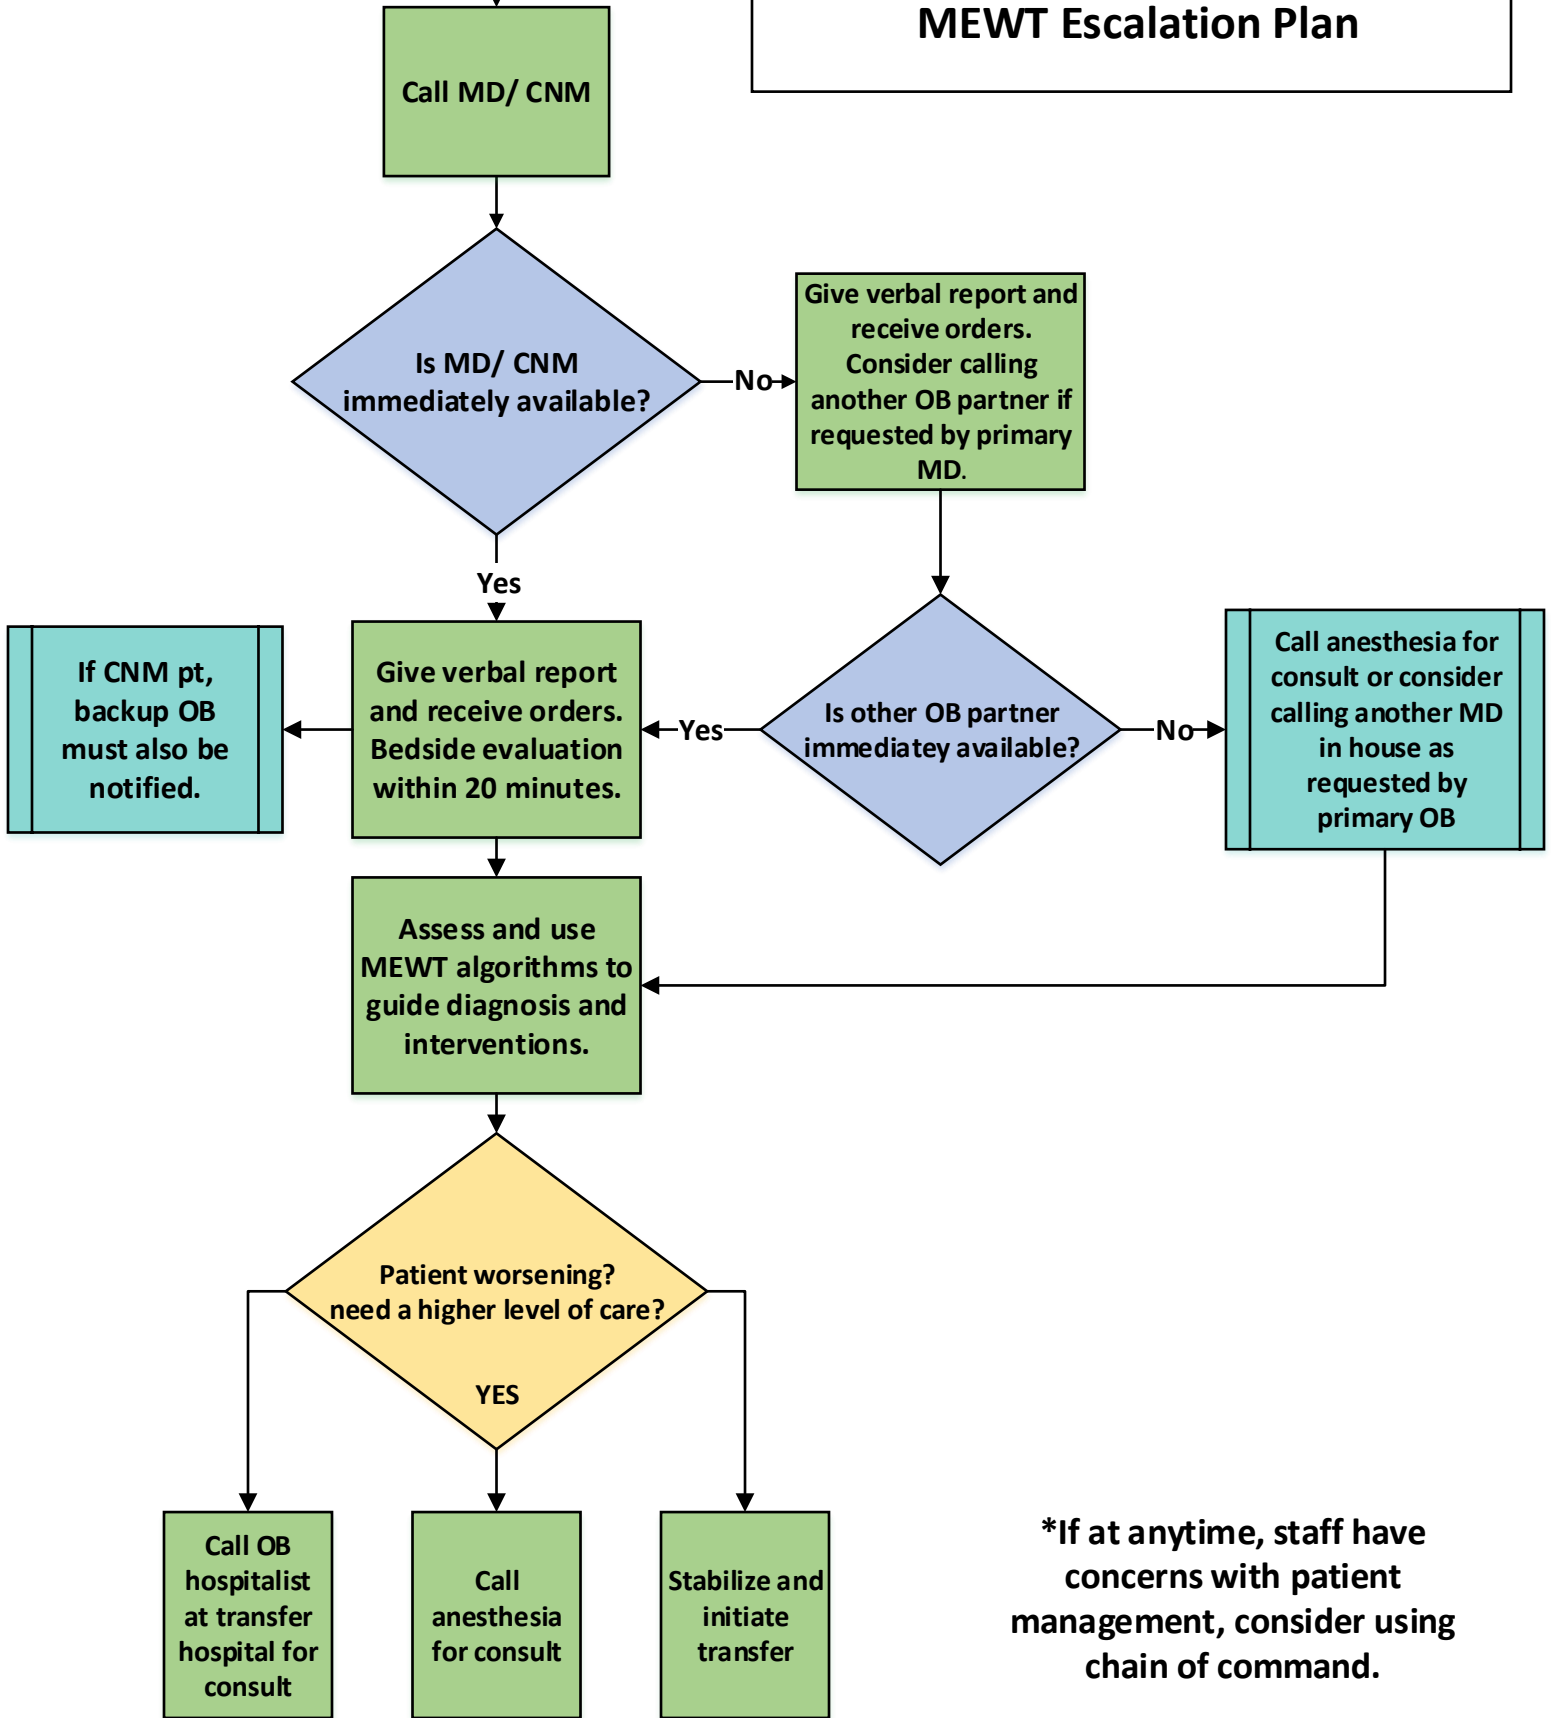 MEWT Escalation Plan
Call MD/ CNM
Is MD/ CNM
immediately available?
No
Give verbal report and
receive orders.
Consider calling
another OB partner if
requested by primary
MD.
Yes
If CNM pt,
backup OB
must also be
notified.
Give verbal report
and receive orders.
Bedside evaluation
within 20 minutes.
Yes
Is other OB partner
immediatey available?
No
Call anesthesia for
consult or consider
calling another MD
in house as
requested by
primary OB
Assess and use
MEWT algorithms to
guide diagnosis and
interventions.
Patient worsening?
need a higher level of care?
YES
Call OB
hospitalist
at transfer
hospital for
consult
Call
anesthesia
for consult
Stabilize and
initiate
transfer
*If at anytime, staff have
concerns with patient
management, consider using
chain of command.